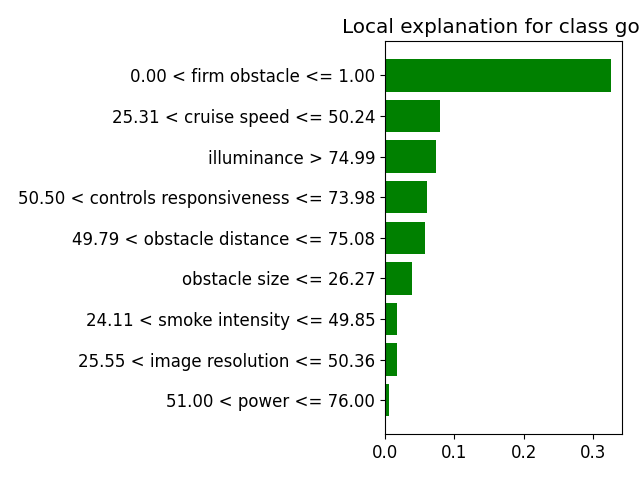 Local explanation for class go
0.00 < firm obstacle <= 1.00
25.31 < cruise speed <= 50.24
illuminance > 74.99
50.50 < controls responsiveness <= 73.98
49.79 < obstacle distance <= 75.08
obstacle size <= 26.27
24.11 < smoke intensity <= 49.85
25.55 < image resolution <= 50.36
51.00 < power <= 76.00
0.0 0.1 0.2 0.3